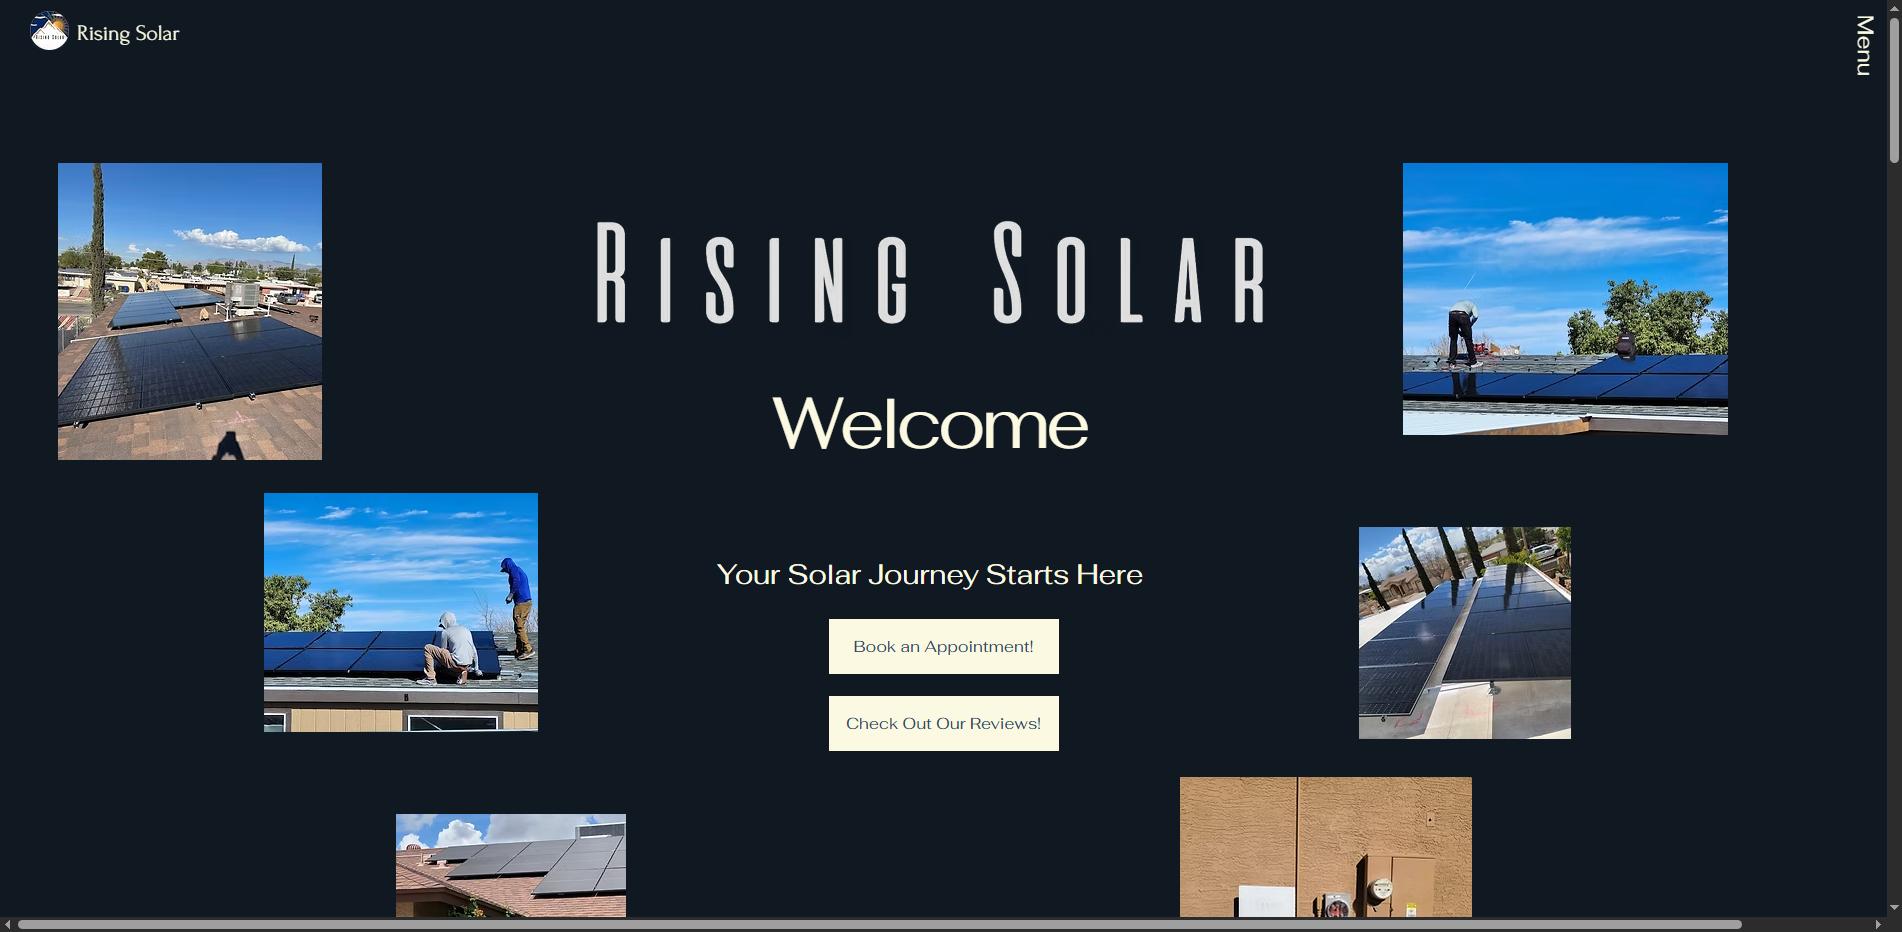 Rising Solar
Menu
RISING SOLAR
Welcome
Your Solar Journey Starts Here
Book an Appointment!
Check Out Our Reviews!